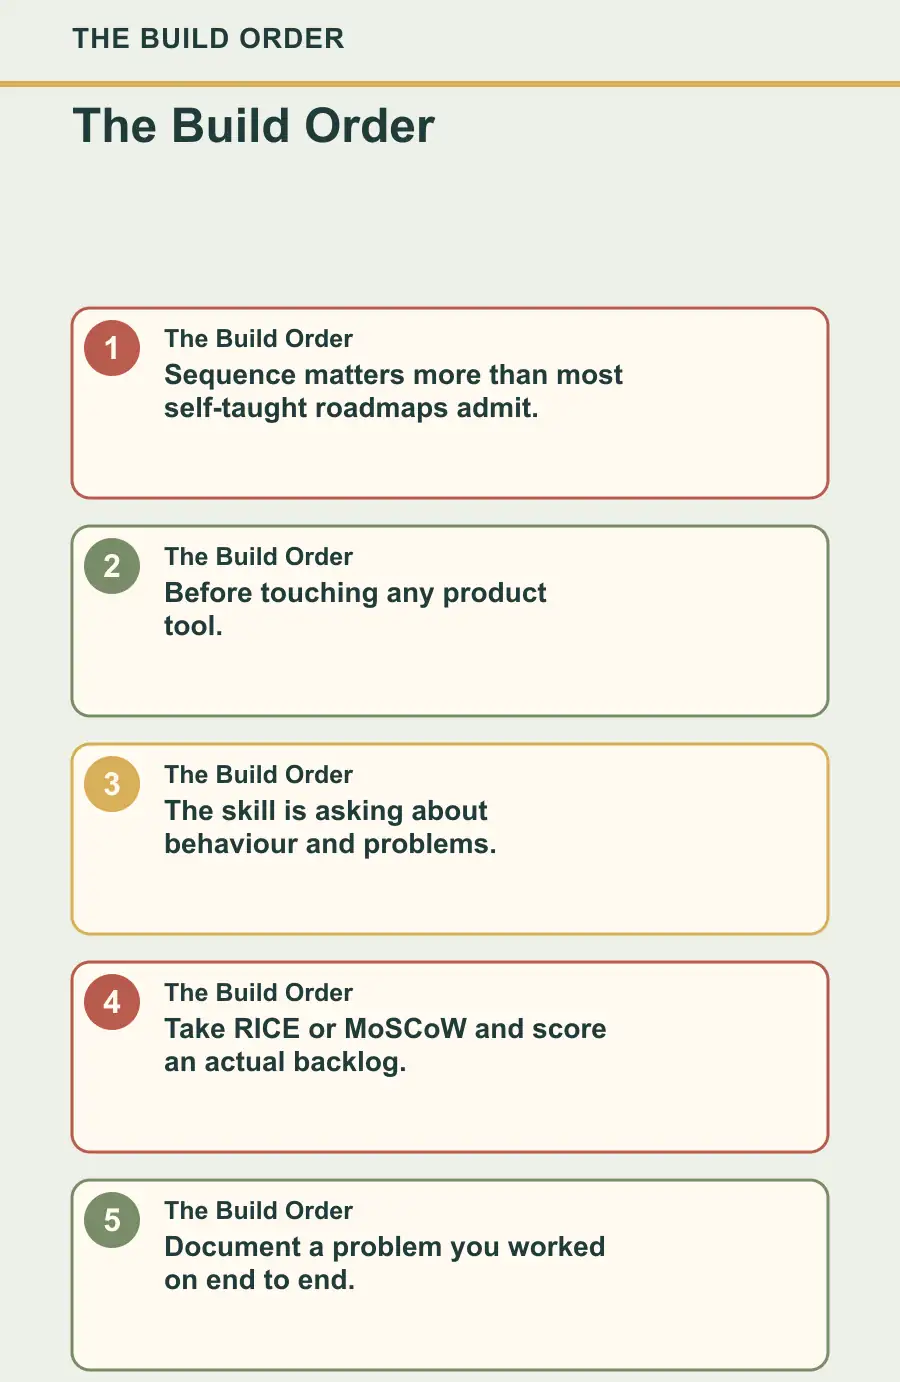 THE BUILD ORDER
The Build Order
1
The Build Order
Sequence matters more than most
self-taught roadmaps admit.
2
The Build Order
Before touching any product
tool.
3
The Build Order
The skill is asking about
behaviour and problems.
4
The Build Order
Take RICE or MoSCoW and score
an actual backlog.
5
The Build Order
Document a problem you worked
on end to end.